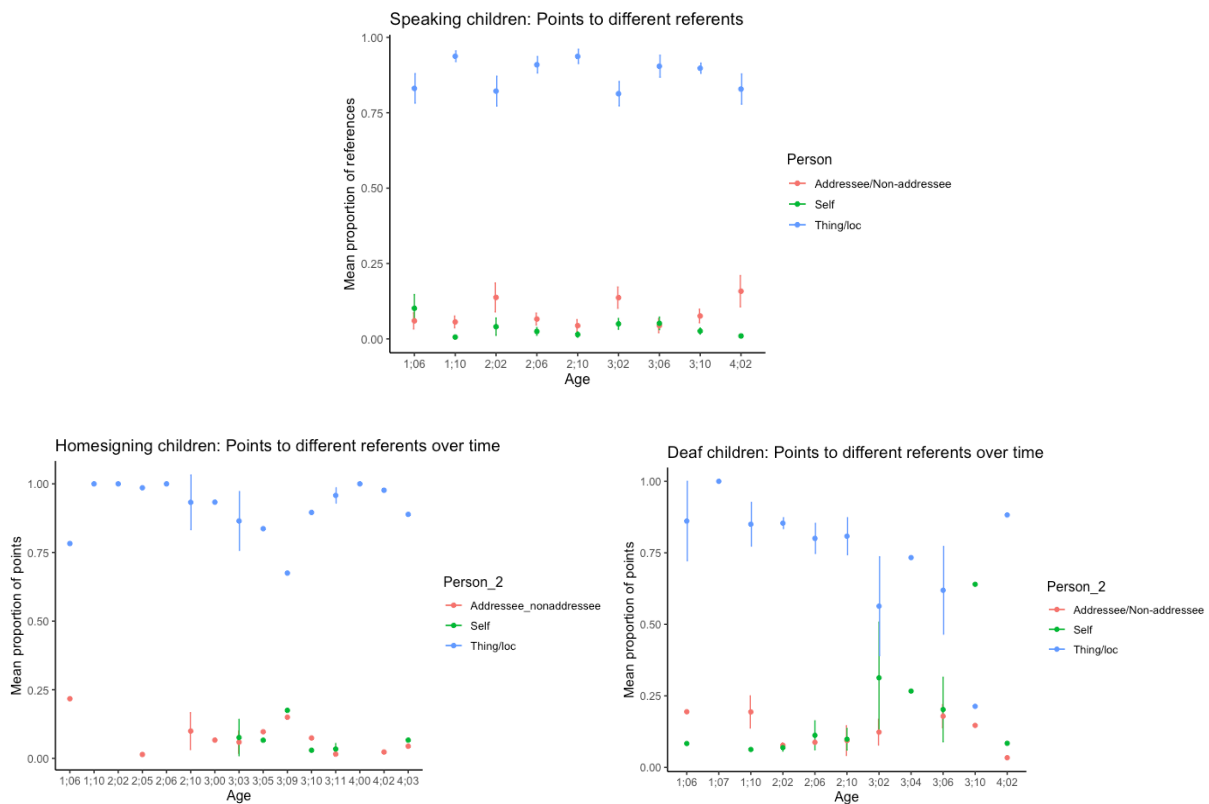 Speaking children: Points to different referents
1.00
0.75
0.50
0.25
0.00
Mean proportion of references
1;06 1;10 2;02 2;06 2;10 3;02 3;06 3;10 4;02
Age
Person
Addressee/Non-addressee
Self
Thing/loc
Homesigning children: Points to different referents over time
1.00
0.75
0.50
0.25
0.00
Mean proportion of points
1;06 1;10 2;02 2;05 2;06 2;10 3;00 3;03 3;05 3;09 3;10 3;11 4;00 4;02 4;03
Age
Person_2
Addressee_nonaddressee
Self
Thing/loc
Deaf children: Points to different referents over time
1.00
0.75
0.50
0.25
0.00
Mean proportion of points
1;06 1;07 1;10 2;02 2;06 2;10 3;02 3;04 3;06 3;10 4;02
Age
Person_2
Addressee/Non-addressee
Self
Thing/loc